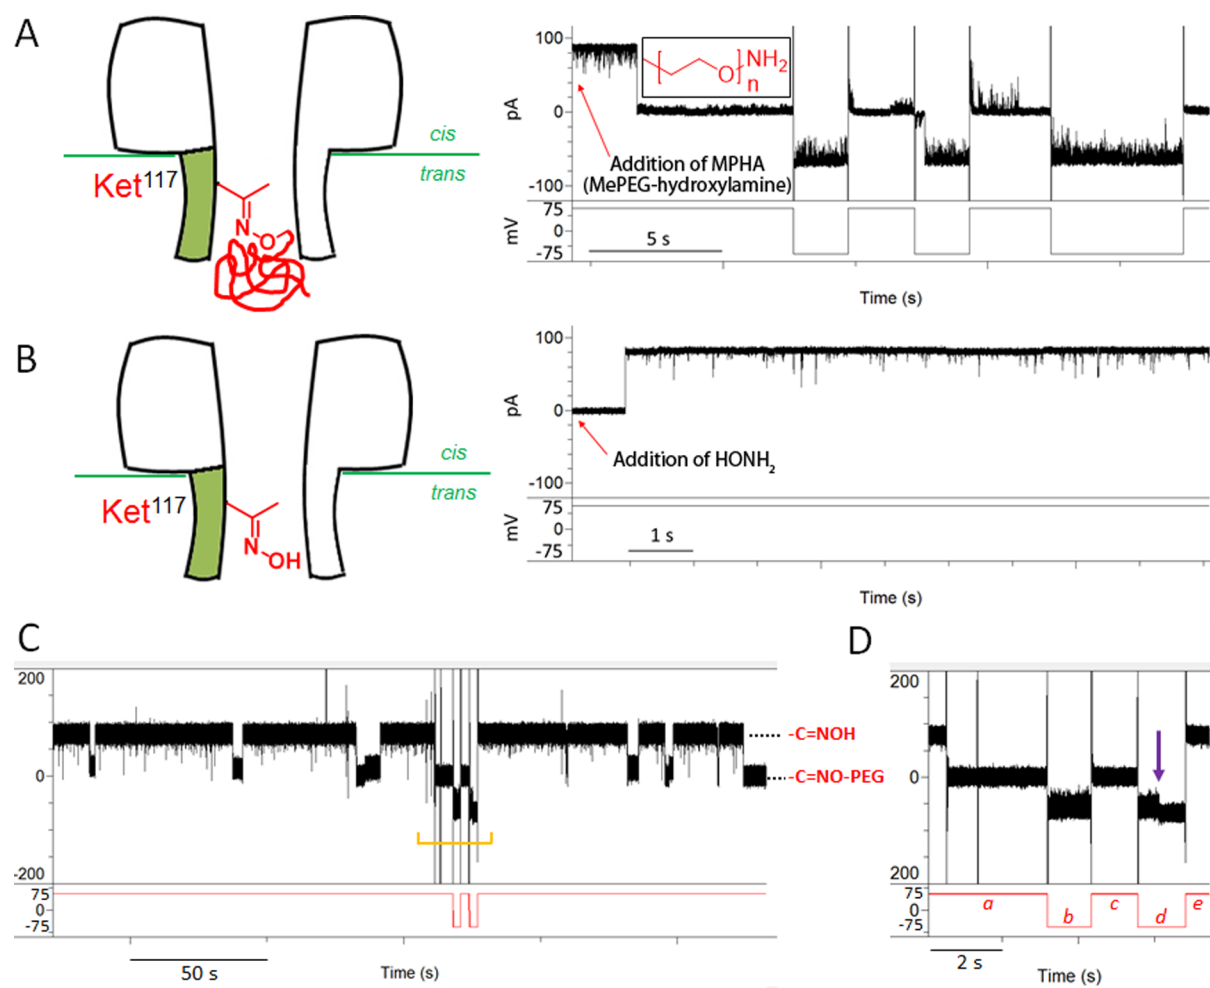 A
cis
trans
Ket117
N
O
100
0
-100
pA
NH2
O
n
Addition of MPHA
(MePEG-hydroxylamine)
75
0
-75
mV
5 s
Time (s)
B
cis
trans
Ket117
N
OH
100
0
-100
pA
Addition of HONH2
75
0
-75
mV
1 s
Time (s)
C
200
0
-200
-C=NOH
-C=NO-PEG
75
0
-75
50 s
Time (s)
D
200
0
200
75
0
-75
a
b
c
d
e
2 s
Time (s)